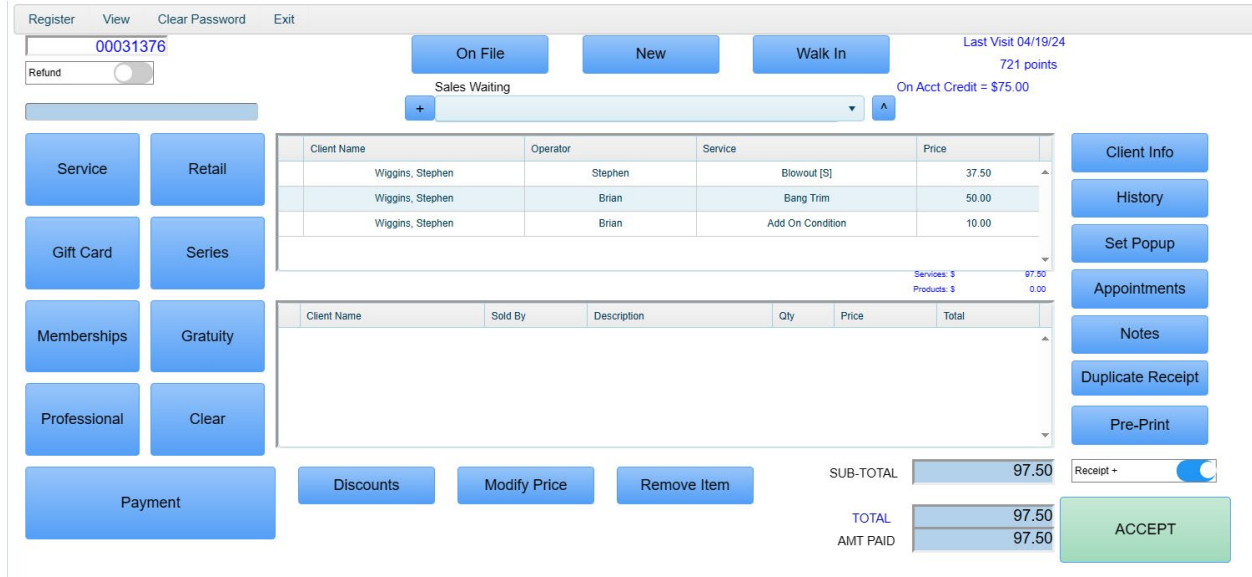 Register View Clear Password Exit
00031376
Refund
On File New Walk In
Last Visit 04/19/24
721 points
Sales Waiting
On Acct Credit = $75.00
+ ^
Service Retail
Gift Card Series
Memberships Gratuity
Professional Clear
Payment
Client Name Operator Service Price
Wiggins, Stephen Stephen Blowout [S] 37.50
Wiggins, Stephen Brian Bang Trim 50.00
Wiggins, Stephen Brian Add On Condition 10.00
Services: $ 97.50
Products: $ 0.00
Client Name Sold By Description Qty Price Total
Discounts Modify Price Remove Item
SUB-TOTAL 97.50
TOTAL 97.50
AMT PAID 97.50
Client Info
History
Set Popup
Appointments
Notes
Duplicate Receipt
Pre-Print
Receipt +
ACCEPT